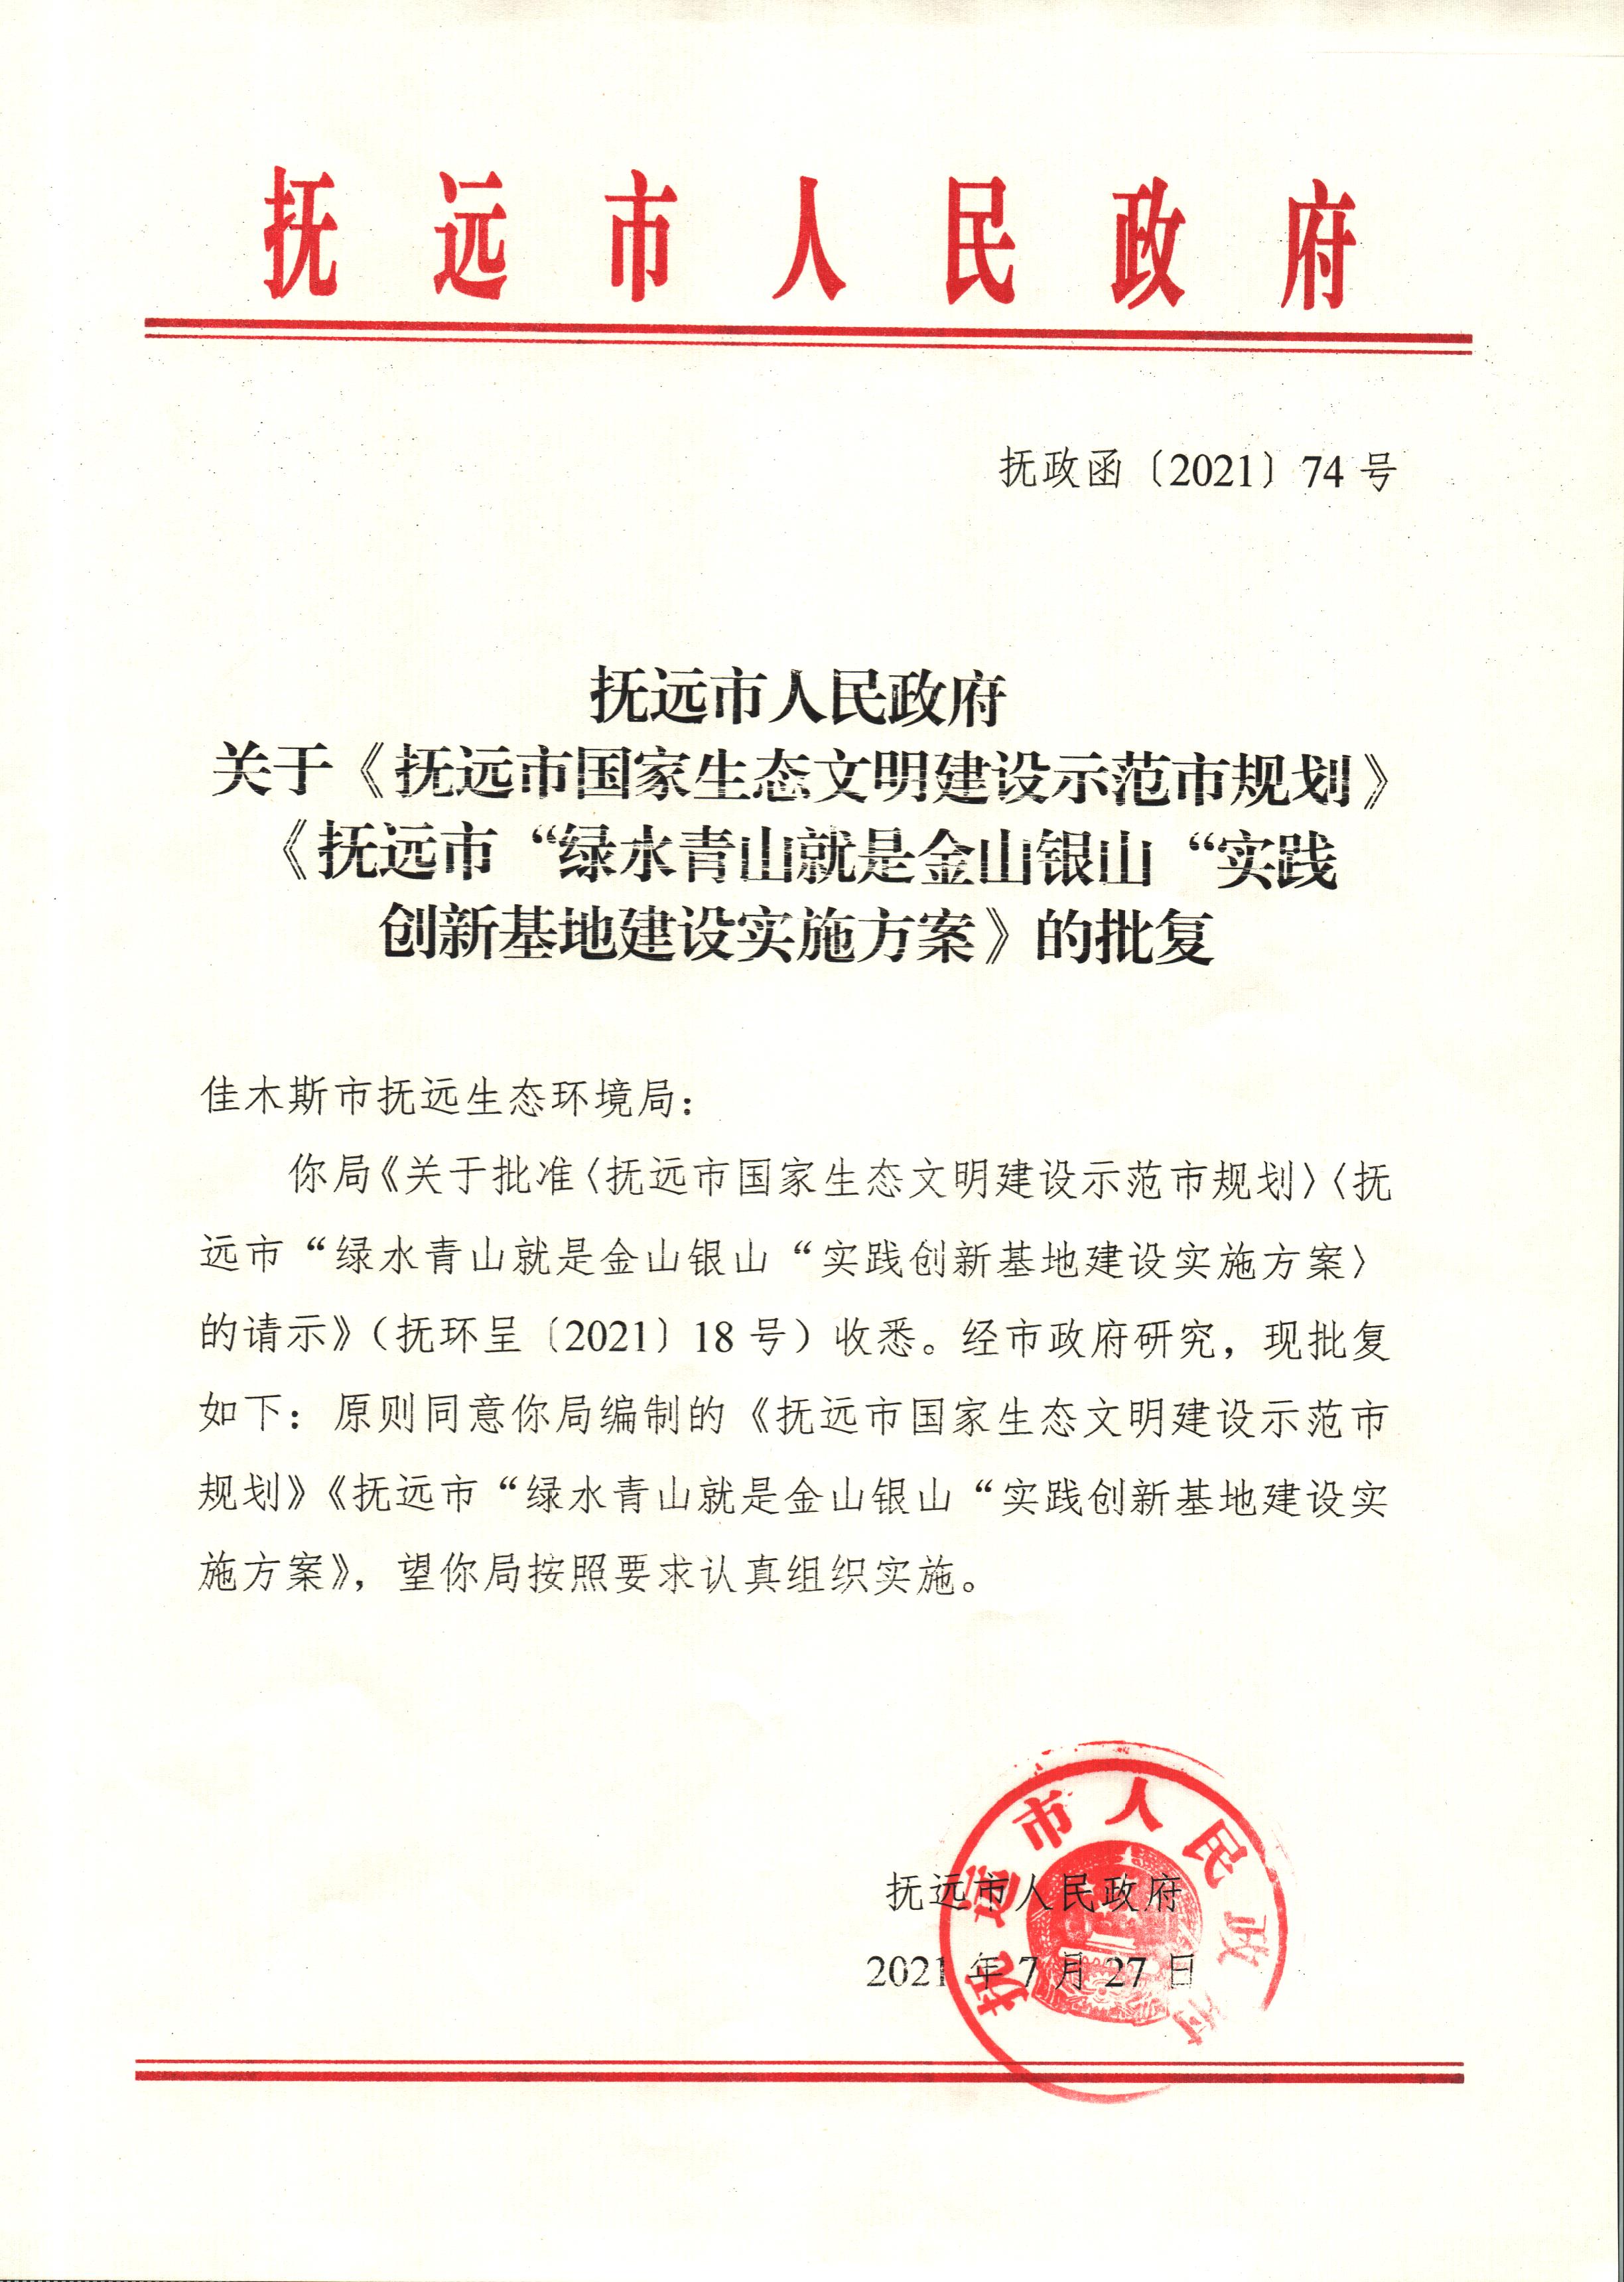 抚远市人民政府
抚政函〔2021〕74号
抚远市人民政府
关于《抚远市国家生态文明建设示范市规划》
《抚远市“绿水青山就是金山银山“实践
创新基地建设实施方案》的批复
佳木斯市抚远生态环境局：
你局《关于批准〈抚远市国家生态文明建设示范市规划〉〈抚
远市“绿水青山就是金山银山“实践创新基地建设实施方案〉
的请示》（抚环呈〔2021〕18号）收悉。经市政府研究，现批复
如下：原则同意你局编制的《抚远市国家生态文明建设示范市
规划》《抚远市“绿水青山就是金山银山“实践创新基地建设实
施方案》，望你局按照要求认真组织实施。
抚远市人民政府
抚远市人民政府
2021年7月27日